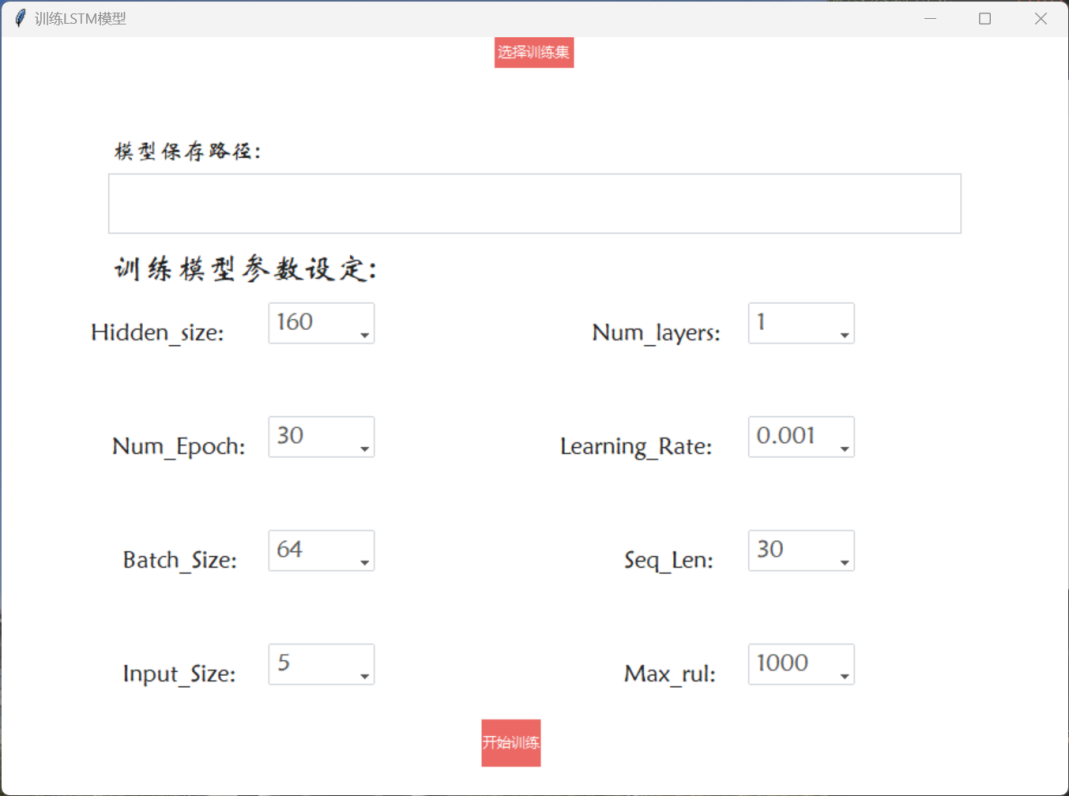 训练LSTM模型
选择训练集
模型保存路径:
训练模型参数设定:
Hidden_size: 160 Num_layers: 1
Num_Epoch: 30 Learning_Rate: 0.001
Batch_Size: 64 Seq_Len: 30
Input_Size: 5 Max_rul: 1000
开始训练